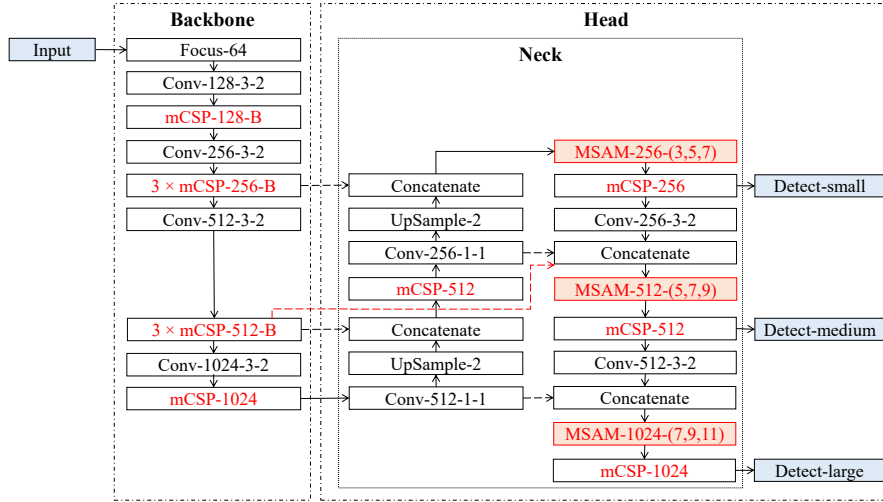 Backbone
Head
Neck
Input
Focus-64
Conv-128-3-2
mCSP-128-B
Conv-256-3-2
3 × mCSP-256-B
Conv-512-3-2
3 × mCSP-512-B
Conv-1024-3-2
mCSP-1024
Concatenate
UpSample-2
Conv-256-1-1
mCSP-512
Concatenate
UpSample-2
Conv-512-1-1
MSAM-256-(3,5,7)
mCSP-256
Conv-256-3-2
Concatenate
MSAM-512-(5,7,9)
mCSP-512
Conv-512-3-2
Concatenate
MSAM-1024-(7,9,11)
mCSP-1024
Detect-small
Detect-medium
Detect-large